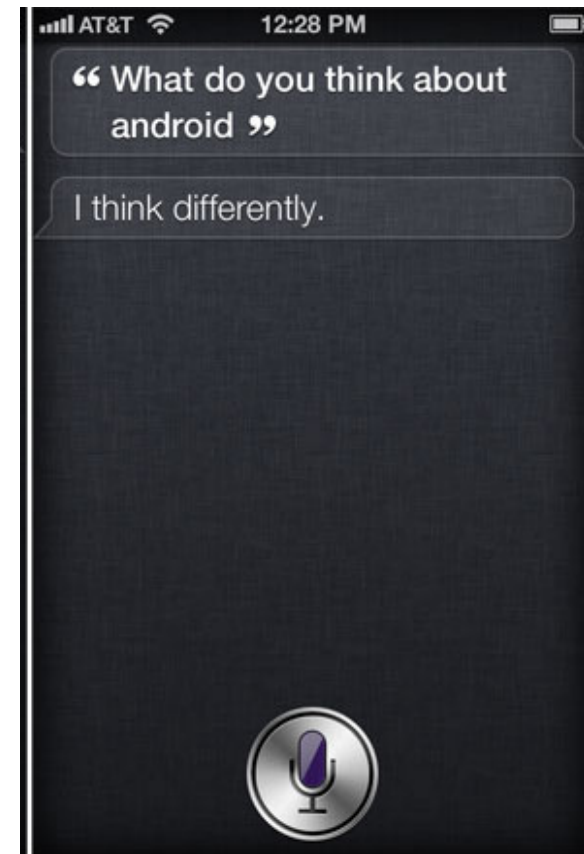 AT&T 12:28 PM
“ What do you think about
android ”
I think differently.